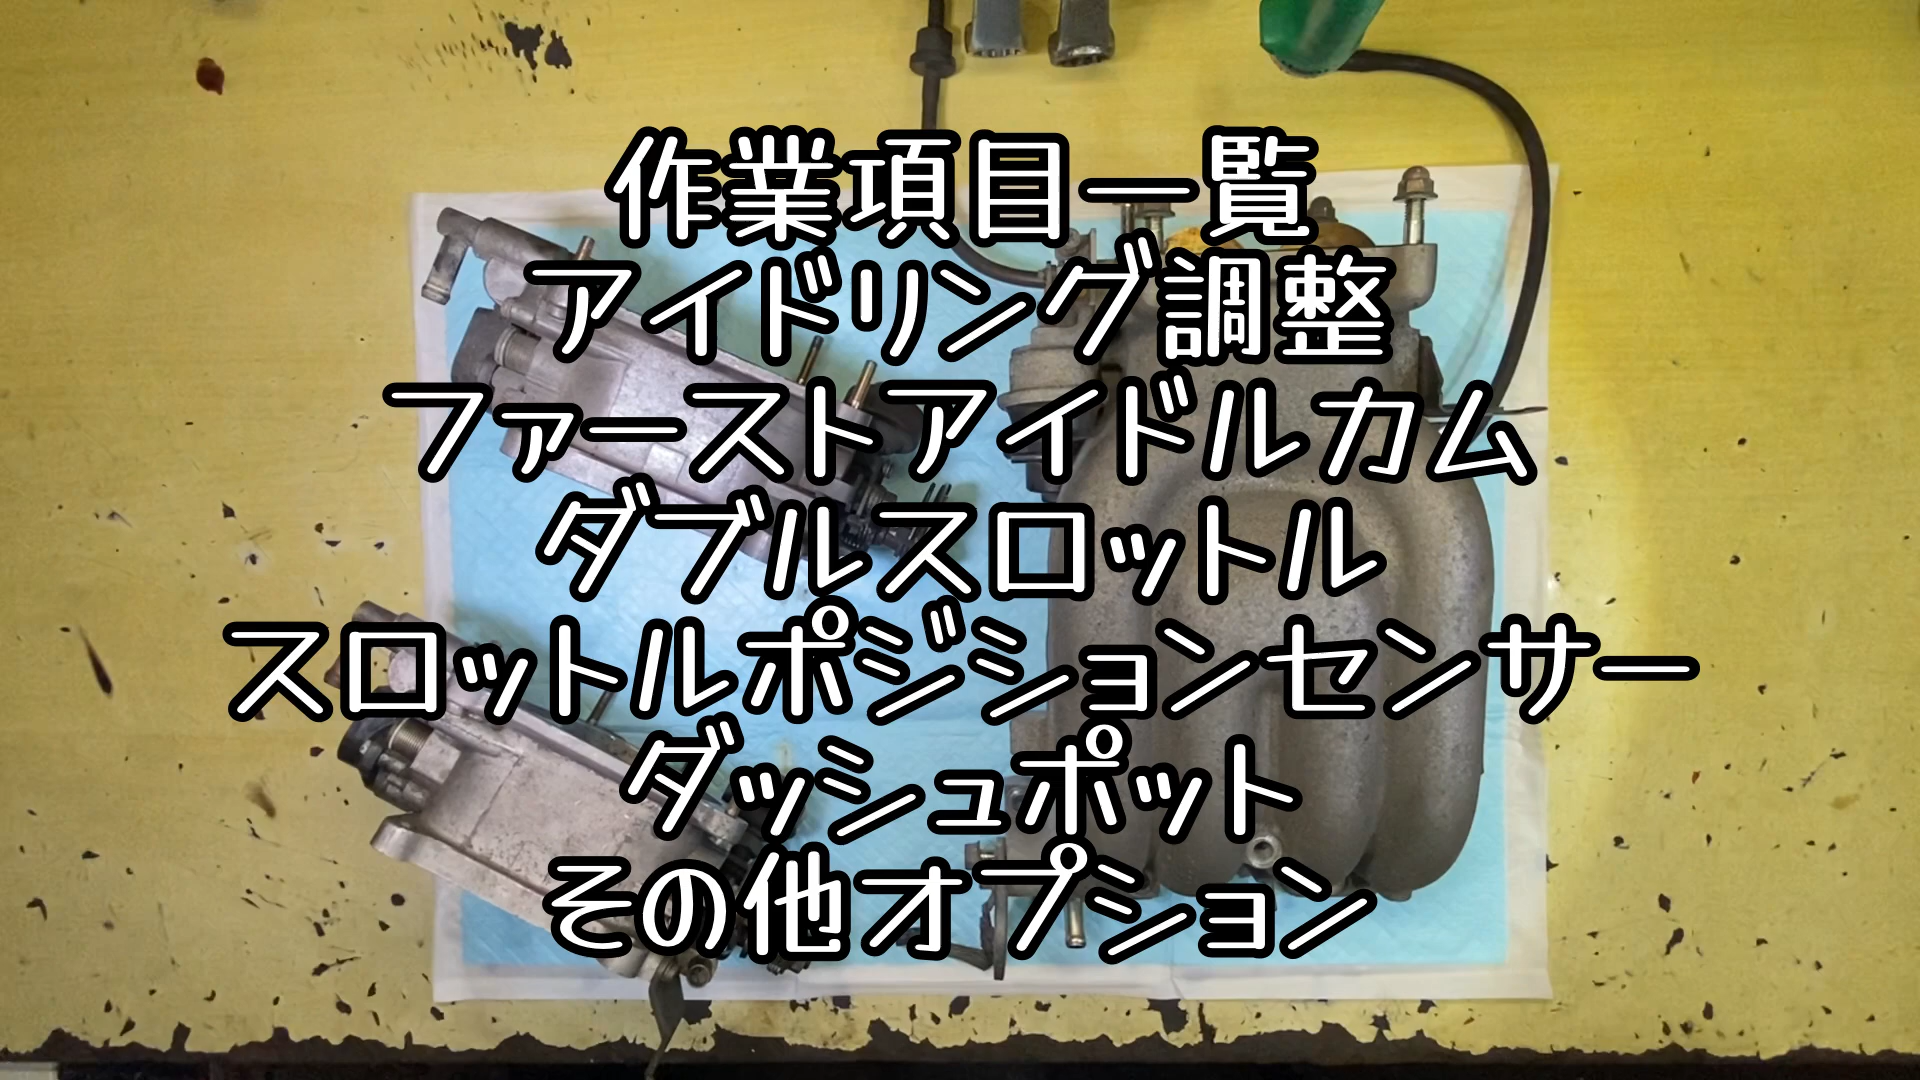 作業項目一覧
アイドリング調整
ファーストアイドルカム
ダブルスロットル
スロットルポジションセンサー
ダッシュポット
その他オプション